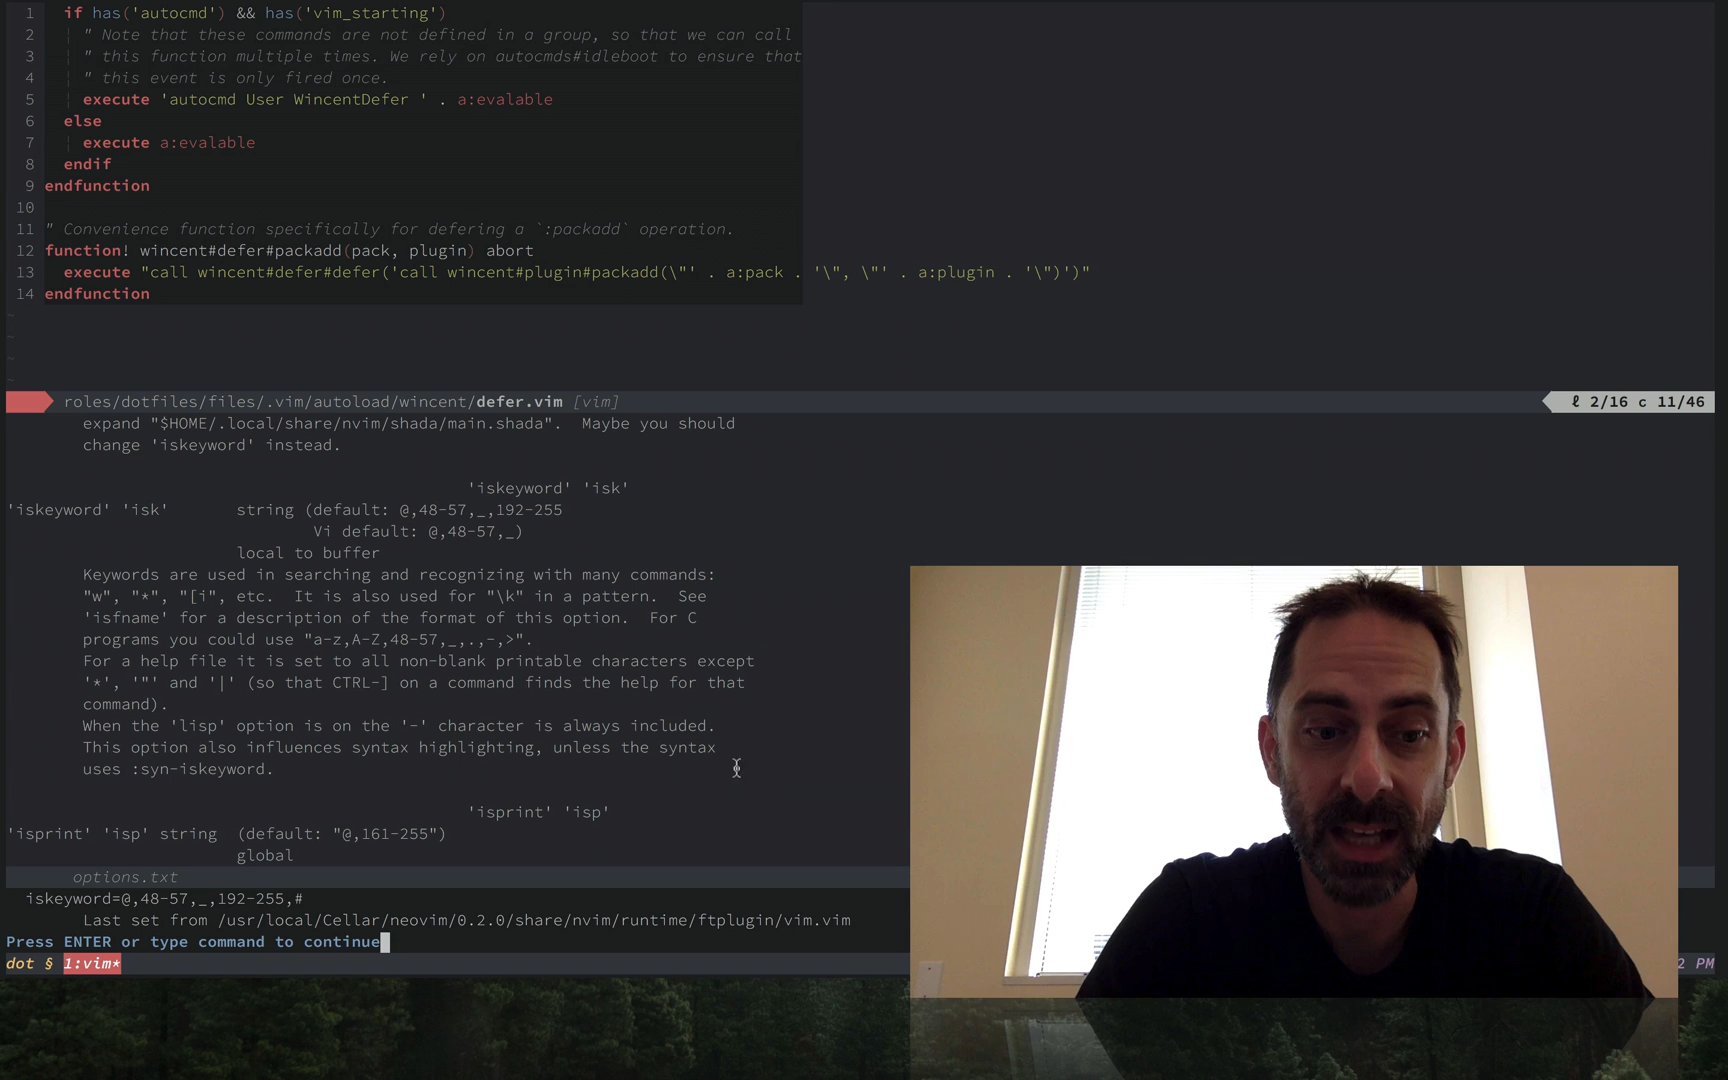 1 if has('autocmd') && has('vim_starting')
2 " Note that these commands are not defined in a group, so that we can call
3 " this function multiple times. We rely on autocmds#idleboot to ensure that
4 " this event is only fired once.
5 execute 'autocmd User WincentDefer ' . a:evalable
6 else
7 execute a:evalable
8 endif
9 endfunction
10
11 " Convenience function specifically for defering a `:packadd` operation.
12 function! wincent#defer#packadd(pack, plugin) abort
13 execute "call wincent#defer#defer('call wincent#plugin#packadd(\"' . a:pack . '\", \"' . a:plugin . '\")')"
14 endfunction
~
~
~
~
roles/dotfiles/files/.vim/autoload/wincent/defer.vim [vim] ℓ 2/16 c 11/46
expand "$HOME/.local/share/nvim/shada/main.shada". Maybe you should
change 'iskeyword' instead.
'iskeyword' 'isk'
'iskeyword' 'isk' string (default: @,48-57,_,192-255
Vi default: @,48-57,_)
local to buffer
Keywords are used in searching and recognizing with many commands:
"w", "*", "[i", etc. It is also used for "\k" in a pattern. See
'isfname' for a description of the format of this option. For C
programs you could use "a-z,A-Z,48-57,_,.,-,>".
For a help file it is set to all non-blank printable characters except
'*', '"' and '|' (so that CTRL-] on a command finds the help for that
command).
When the 'lisp' option is on the '-' character is always included.
This option also influences syntax highlighting, unless the syntax
uses :syn-iskeyword.
'isprint' 'isp'
'isprint' 'isp' string (default: "@,161-255")
global
options.txt
iskeyword=@,48-57,_,192-255,#
Last set from /usr/local/Cellar/neovim/0.2.0/share/nvim/runtime/ftplugin/vim.vim
Press ENTER or type command to continue
dot § 1:vim* 2 PM